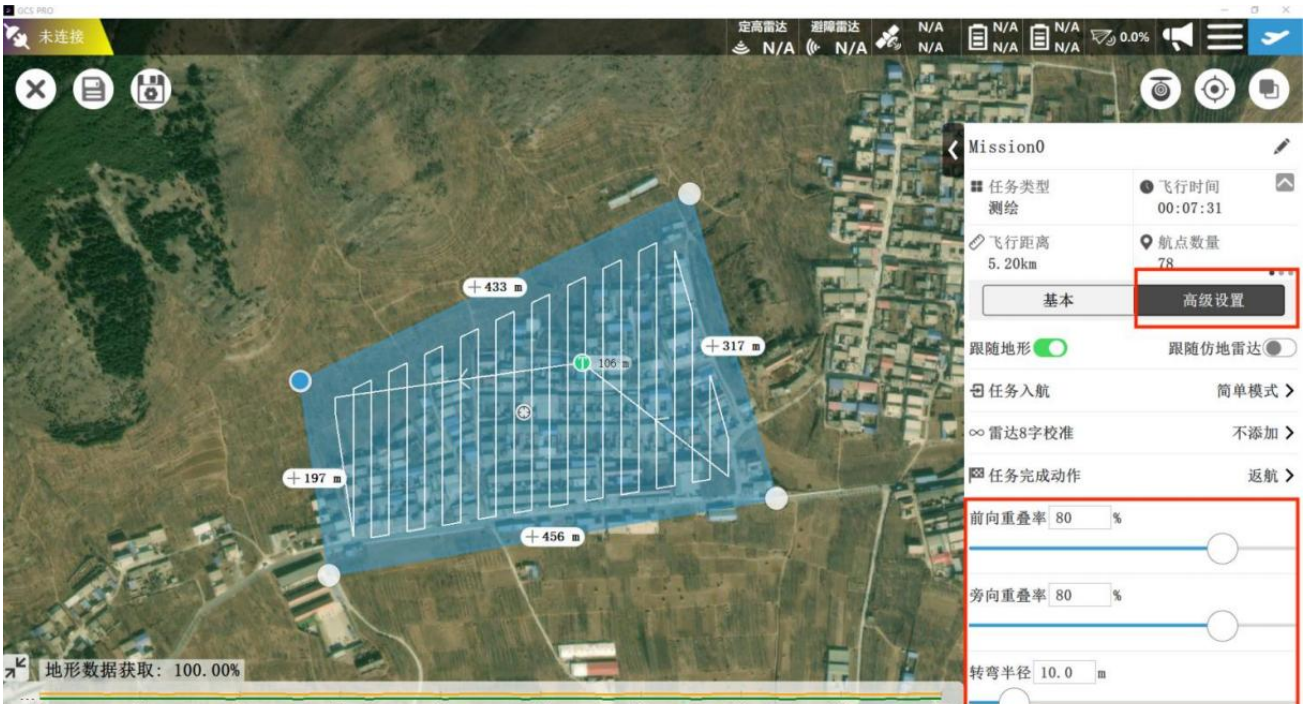 GCS PRO
未连接
定高雷达 避障雷达 N/A N/A N/A
N/A N/A N/A N/A N/A 0.0%
Mission0
任务类型 飞行时间
测绘 00:07:31
飞行距离 航点数量
5.20km 78
基本 高级设置
跟随地形 跟随仿地雷达
任务入航 简单模式
雷达8字校准 不添加
任务完成动作 返航
前向重叠率 80 %
旁向重叠率 80 %
转弯半径 10.0 m
433 m
317 m
106 m
197 m
456 m
地形数据获取: 100.00%